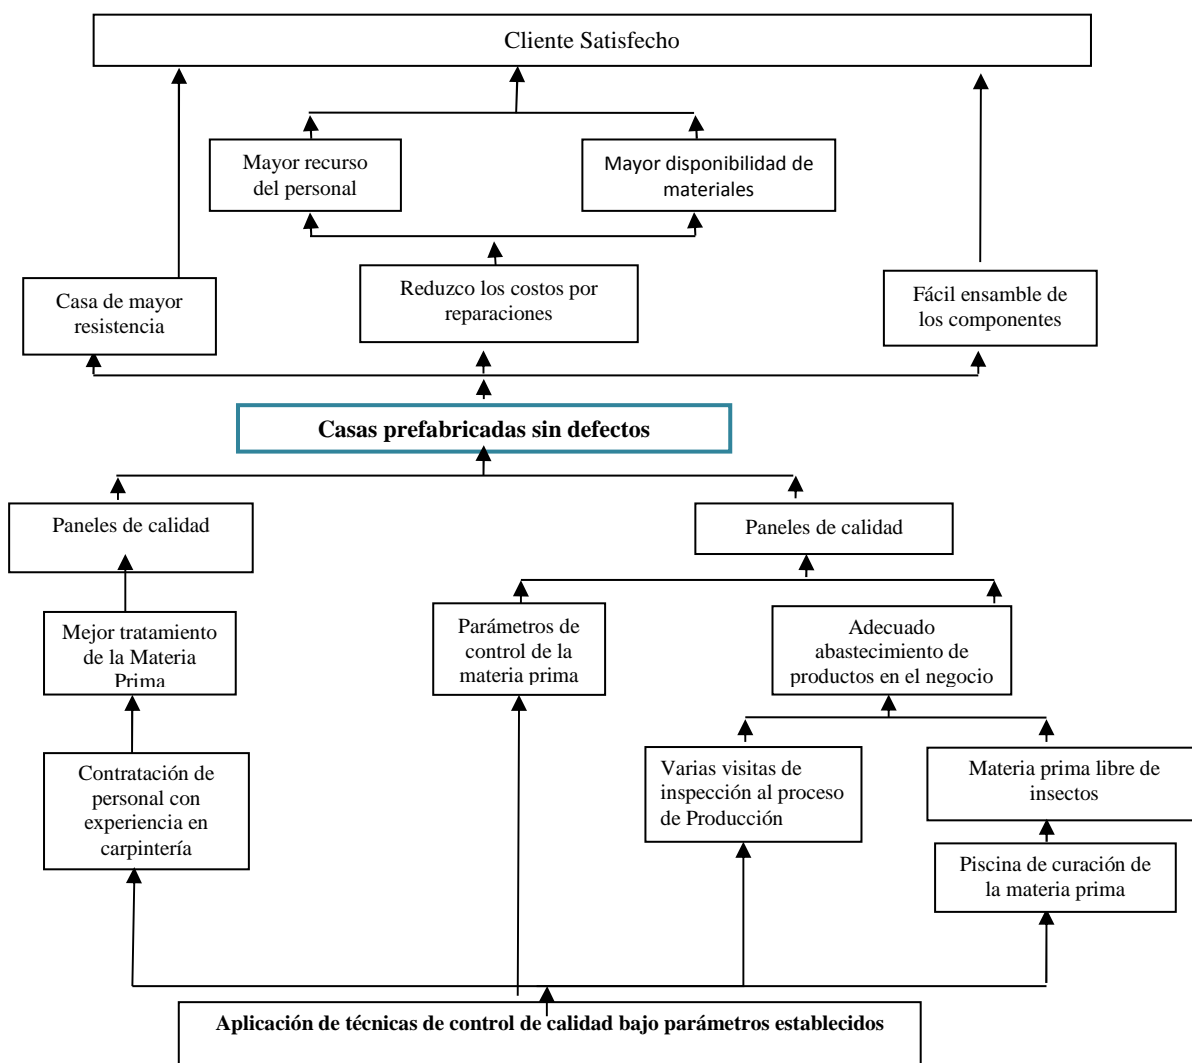 Cliente Satisfecho
Mayor recurso
del personal
Mayor disponibilidad de
materiales
Casa de mayor
resistencia
Reduzco los costos por
reparaciones
Fácil ensamble de
los componentes
Casas prefabricadas sin defectos
Paneles de calidad
Paneles de calidad
Mejor tratamiento
de la Materia
Prima
Parámetros de
control de la
materia prima
Adecuado
abastecimiento de
productos en el negocio
Contratación de
personal con
experiencia en
carpintería
Varias visitas de
inspección al proceso
de Producción
Materia prima libre de
insectos
Piscina de curación de
la materia prima
Aplicación de técnicas de control de calidad bajo parámetros establecidos